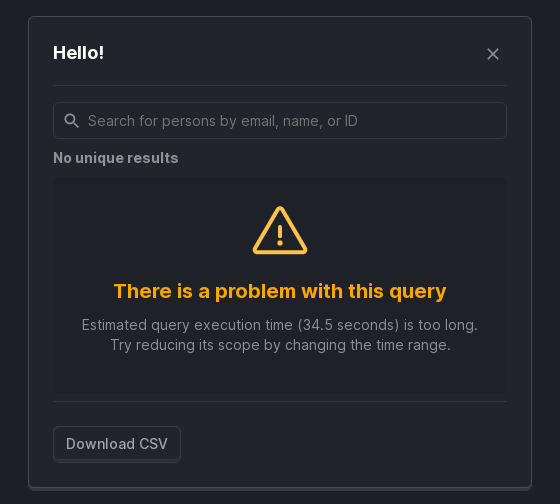 Hello!
Search for persons by email, name, or ID
No unique results
There is a problem with this query
Estimated query execution time (34.5 seconds) is too long.
Try reducing its scope by changing the time range.
Download CSV